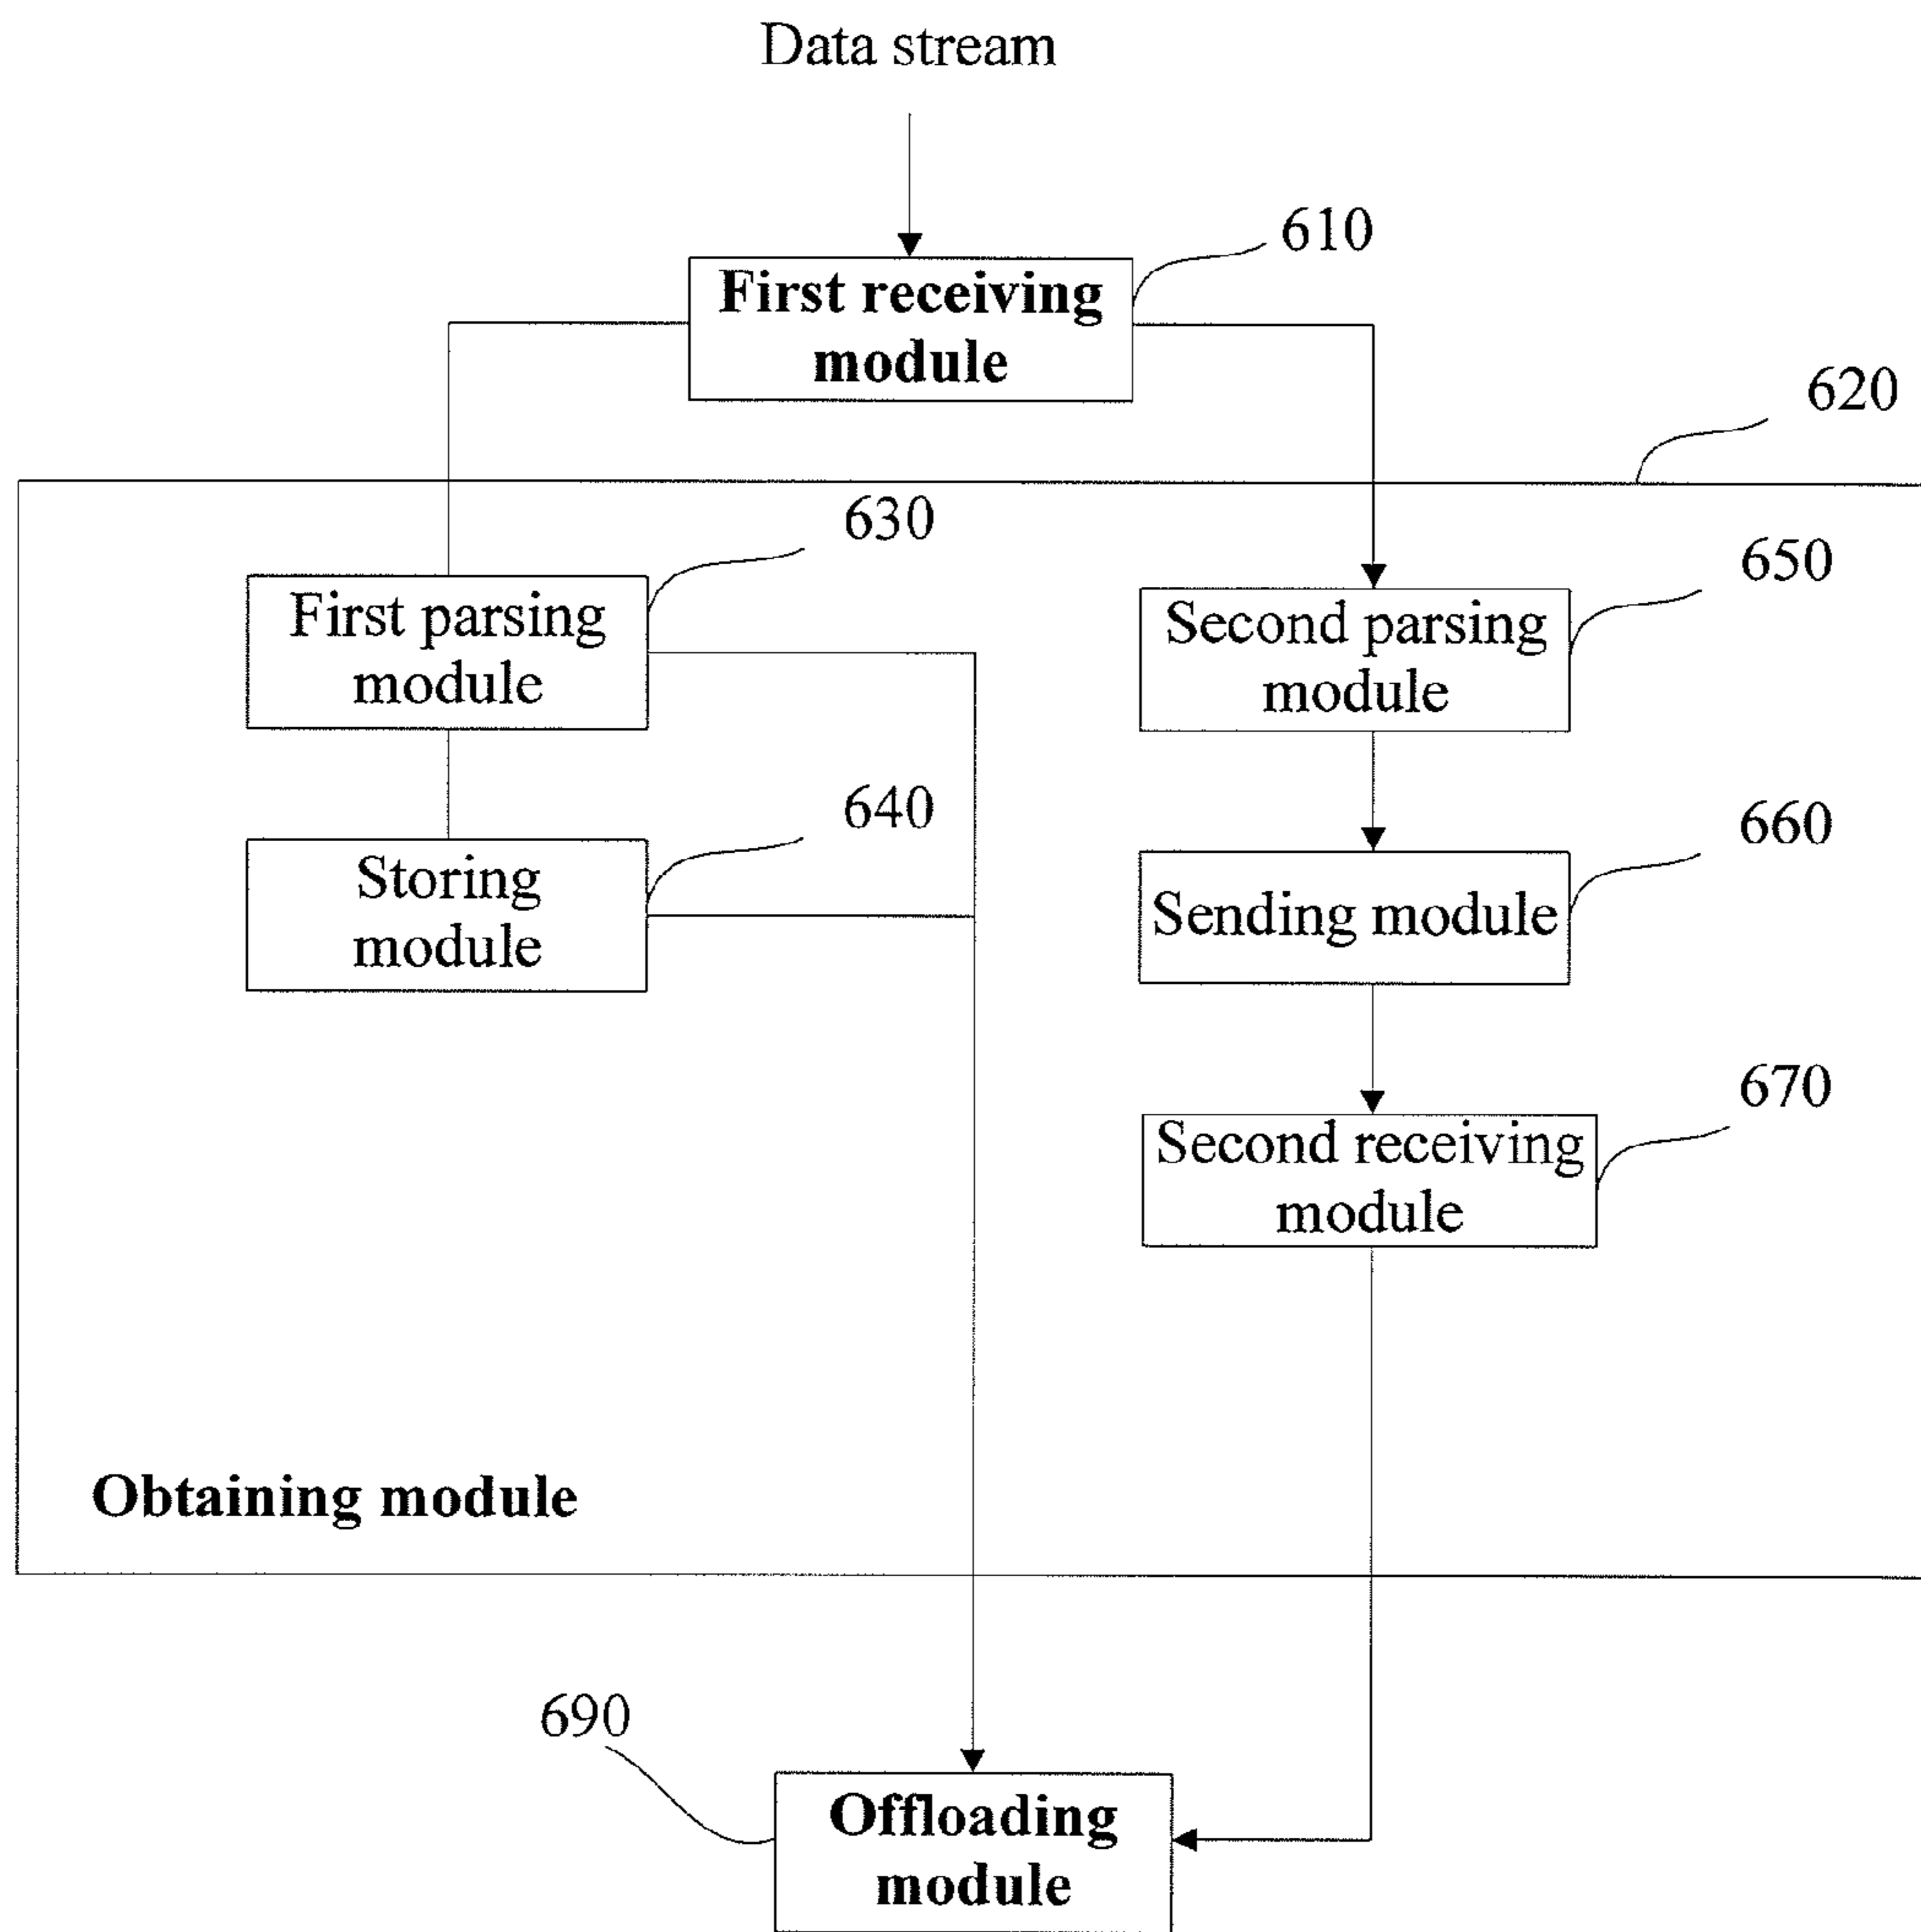 Data stream
610
First receiving
module
620
630
First parsing
module
650
Second parsing
module
640
Storing
module
660
Sending module
670
Second receiving
module
Obtaining module
690
Offloading
module